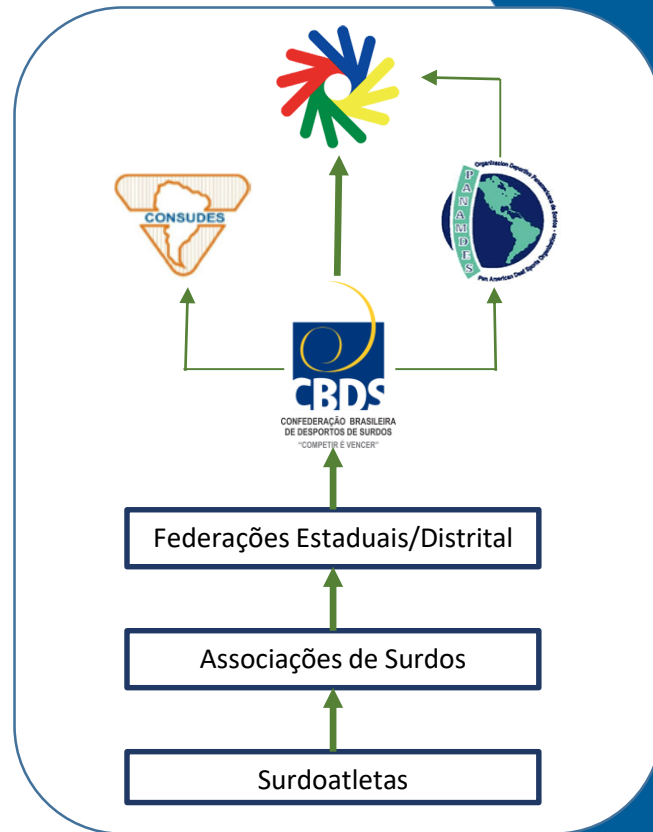 CONSUDES
Organizacion Deportiva Panamericana de Sordos
PANAMDES
Pan American Deaf Sports Organization
CBDS
CONFEDERAÇÃO BRASILEIRA
DE DESPORTOS DE SURDOS
"COMPETIR É VENCER"
Federações Estaduais/Distrital
Associações de Surdos
Surdoatletas